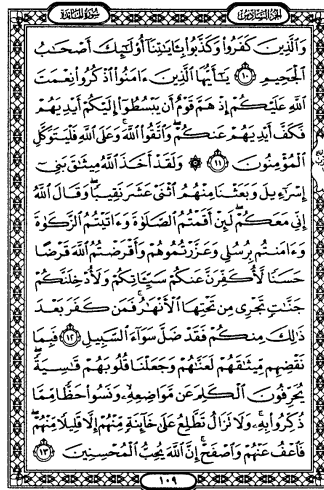 الجزء السادس
سورة المائدة
وَالَّذِينَ كَفَرُوا وَكَذَّبُوا بِـَٔايَـٰتِنَا أُوْلَـٰٓئِكَ أَصْحَـٰبُ
الْجَحِيمِ ١٠ يَـٰٓأَيُّهَا الَّذِينَ ءَامَنُوا اذْكُرُوا نِعْمَتَ
اللَّهِ عَلَيْكُمْ إِذْ هَمَّ قَوْمٌ أَن يَبْسُطُوٓا إِلَيْكُمْ أَيْدِيَهُمْ
فَكَفَّ أَيْدِيَهُمْ عَنكُمْ ۖ وَاتَّقُوا اللَّهَ ۚ وَعَلَى اللَّهِ فَلْيَتَوَكَّلِ
الْمُؤْمِنُونَ ١١ ۞ وَلَقَدْ أَخَذَ اللَّهُ مِيثَـٰقَ بَنِىٓ
إِسْرَٰٓءِيلَ وَبَعَثْنَا مِنْهُمُ اثْنَىْ عَشَرَ نَقِيبًا ۖ وَقَالَ اللَّهُ
إِنِّى مَعَكُمْ ۖ لَئِنْ أَقَمْتُمُ الصَّلَوٰةَ وَءَاتَيْتُمُ الزَّكَوٰةَ
وَءَامَنتُم بِرُسُلِى وَعَزَّرْتُمُوهُمْ وَأَقْرَضْتُمُ اللَّهَ قَرْضًا
حَسَنًا لَّأُكَفِّرَنَّ عَنكُمْ سَيِّـَٔاتِكُمْ وَلَأُدْخِلَنَّكُمْ
جَنَّـٰتٍ تَجْرِى مِن تَحْتِهَا الْأَنْهَـٰرُ ۚ فَمَن كَفَرَ بَعْدَ
ذَٰلِكَ مِنكُمْ فَقَدْ ضَلَّ سَوَآءَ السَّبِيلِ ١٢ فَبِمَا
نَقْضِهِم مِّيثَـٰقَهُمْ لَعَنَّـٰهُمْ وَجَعَلْنَا قُلُوبَهُمْ قَـٰسِيَةً ۖ
يُحَرِّفُونَ الْكَلِمَ عَن مَّوَاضِعِهِۦ ۙ وَنَسُوا حَظًّا مِّمَّا
ذُكِّرُوا بِهِۦ ۚ وَلَا تَزَالُ تَطَّلِعُ عَلَىٰ خَآئِنَةٍ مِّنْهُمْ إِلَّا قَلِيلًا مِّنْهُمْ ۖ
فَاعْفُ عَنْهُمْ وَاصْفَحْ ۚ إِنَّ اللَّهَ يُحِبُّ الْمُحْسِنِينَ ١٣
١٠٩